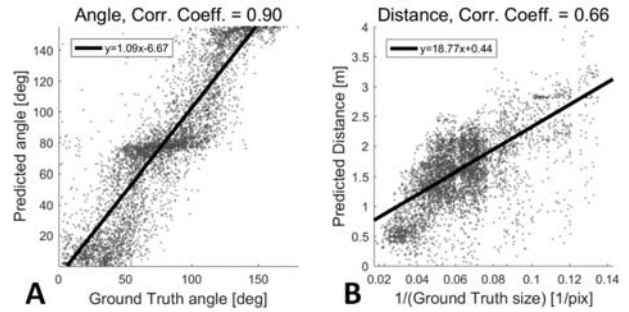 Angle, Corr. Coeff. = 0.90
y=1.09x-6.67
Predicted angle [deg]
140
120
100
80
60
40
20
0 50 100 150
Ground Truth angle [deg]
A
Distance, Corr. Coeff. = 0.66
y=18.77x+0.44
Predicted Distance [m]
4
3.5
3
2.5
2
1.5
1
0.5
0
0.02 0.04 0.06 0.08 0.1 0.12 0.14
1/(Ground Truth size) [1/pix]
B